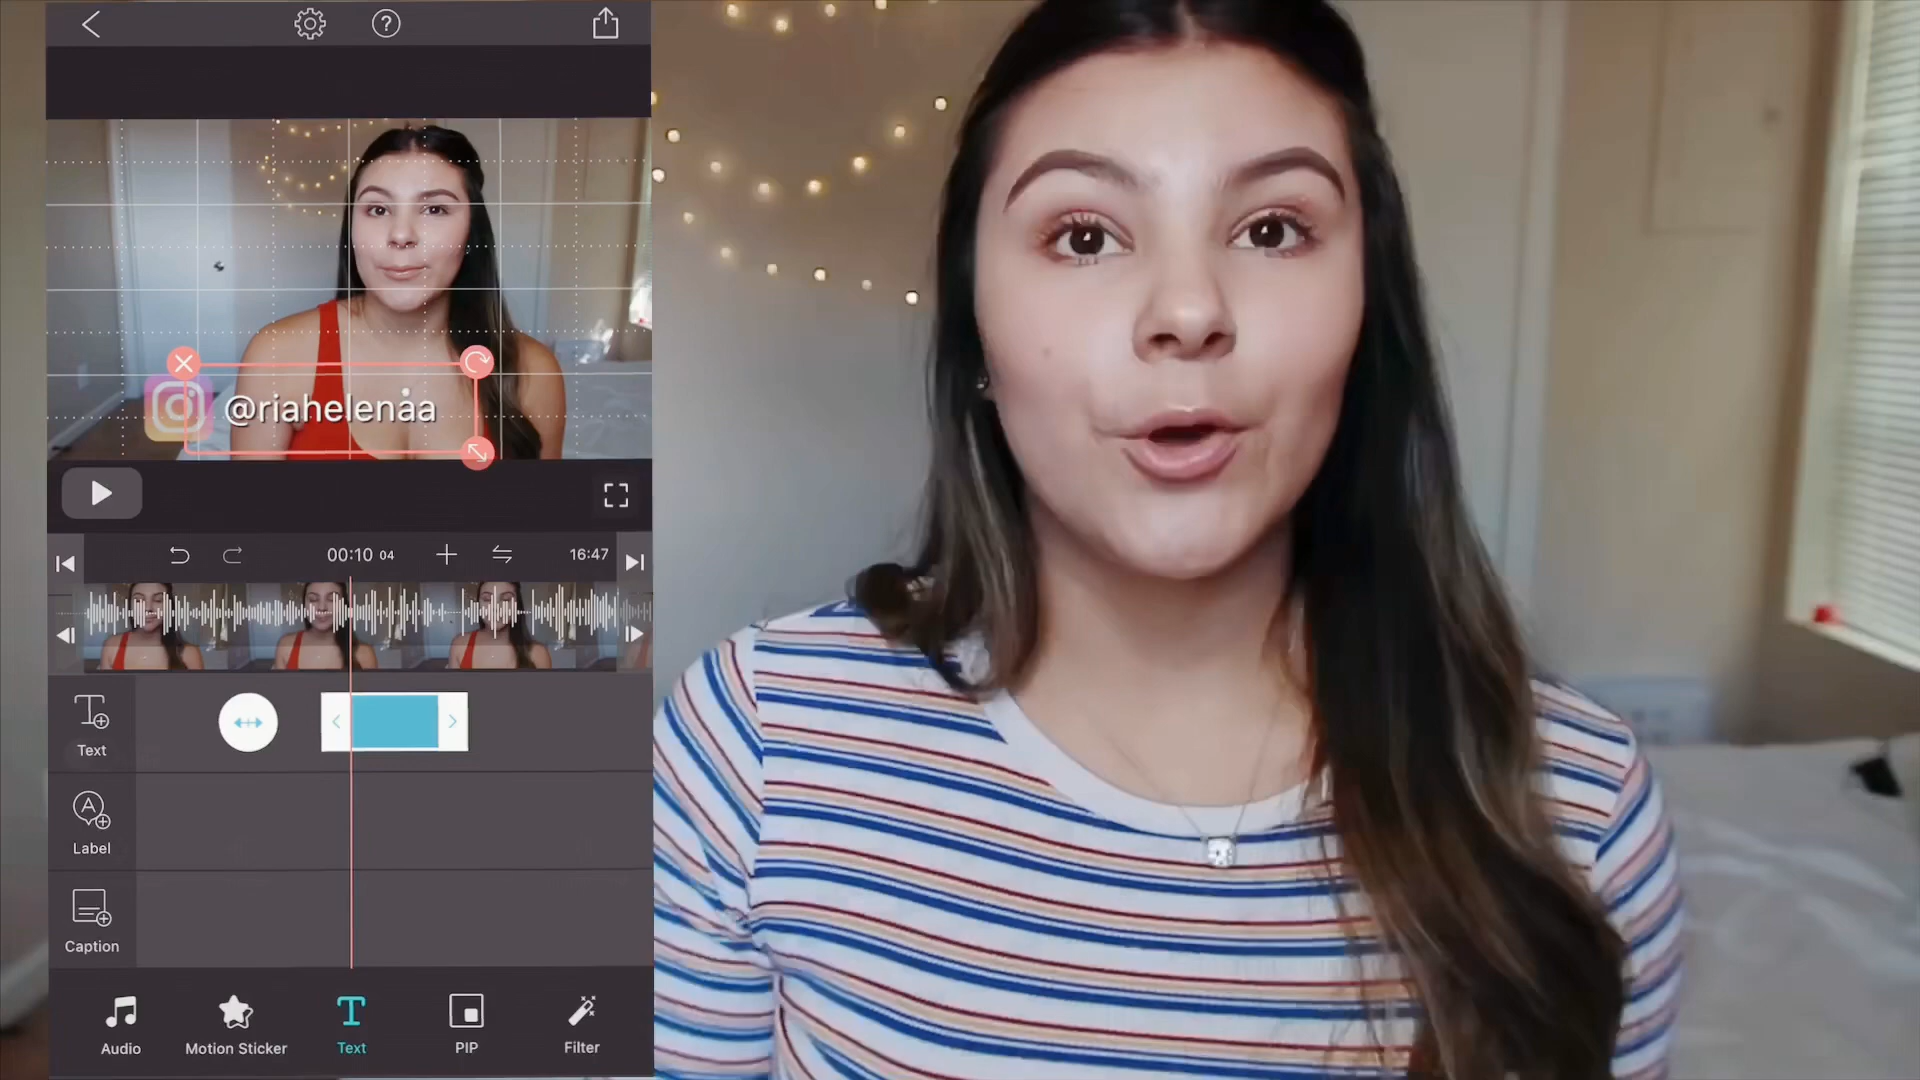 ?
@riahelenaa
00:10 04
16:47
Text
Label
Caption
Audio
Motion Sticker
Text
PIP
Filter